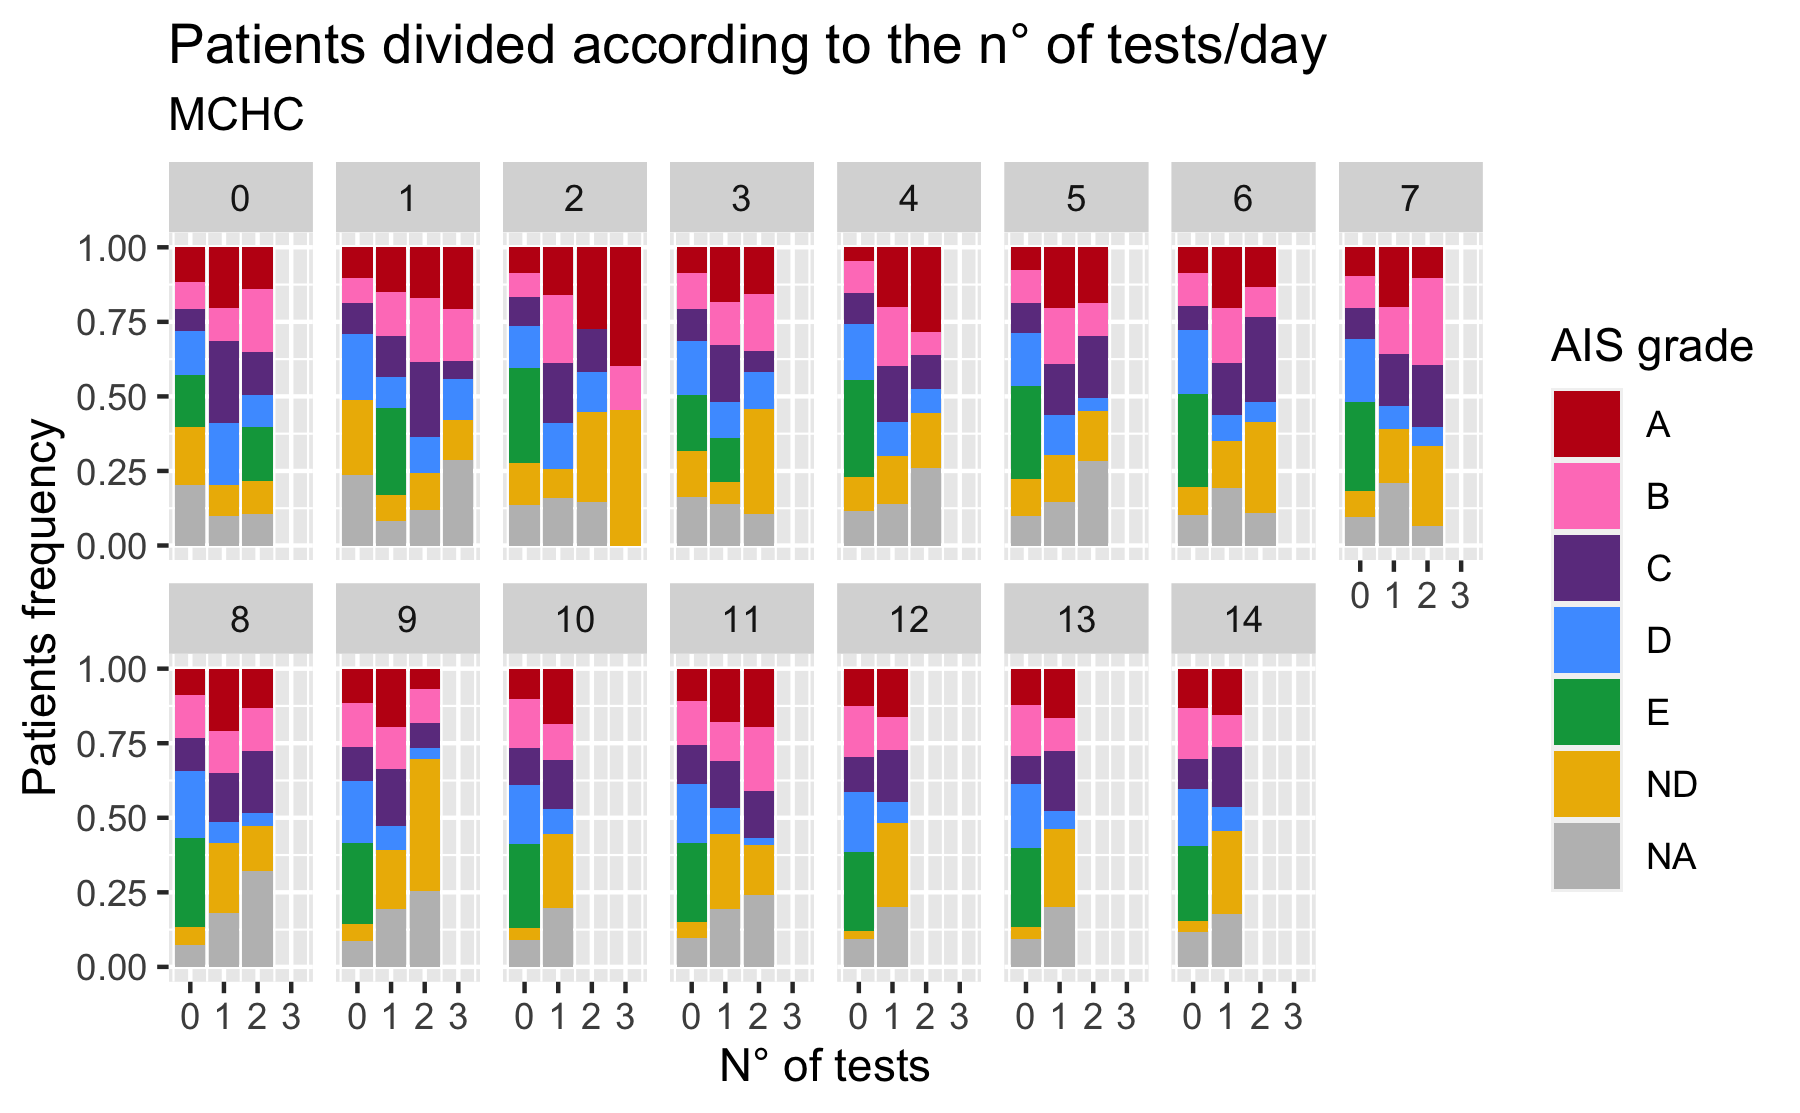 Patients divided according to the n° of tests/day
MCHC
0 1 2 3 4 5 6 7
1.00
0.75
0.50
0.25
0.00
0 1 2 3
8 9 10 11 12 13 14
1.00
0.75
0.50
0.25
0.00
0 1 2 3 0 1 2 3 0 1 2 3 0 1 2 3 0 1 2 3 0 1 2 3 0 1 2 3
N° of tests
Patients frequency
AIS grade
A
B
C
D
E
ND
NA